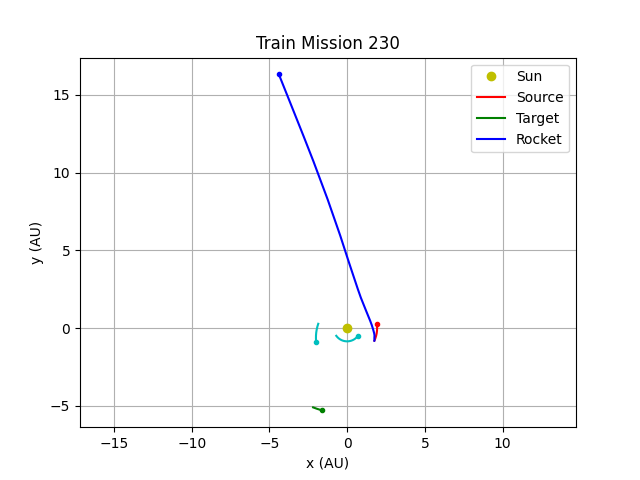 Train Mission 230
Sun
Source
Target
Rocket
15
10
5
0
−5
y (AU)
−15
−10
−5
0
5
10
x (AU)